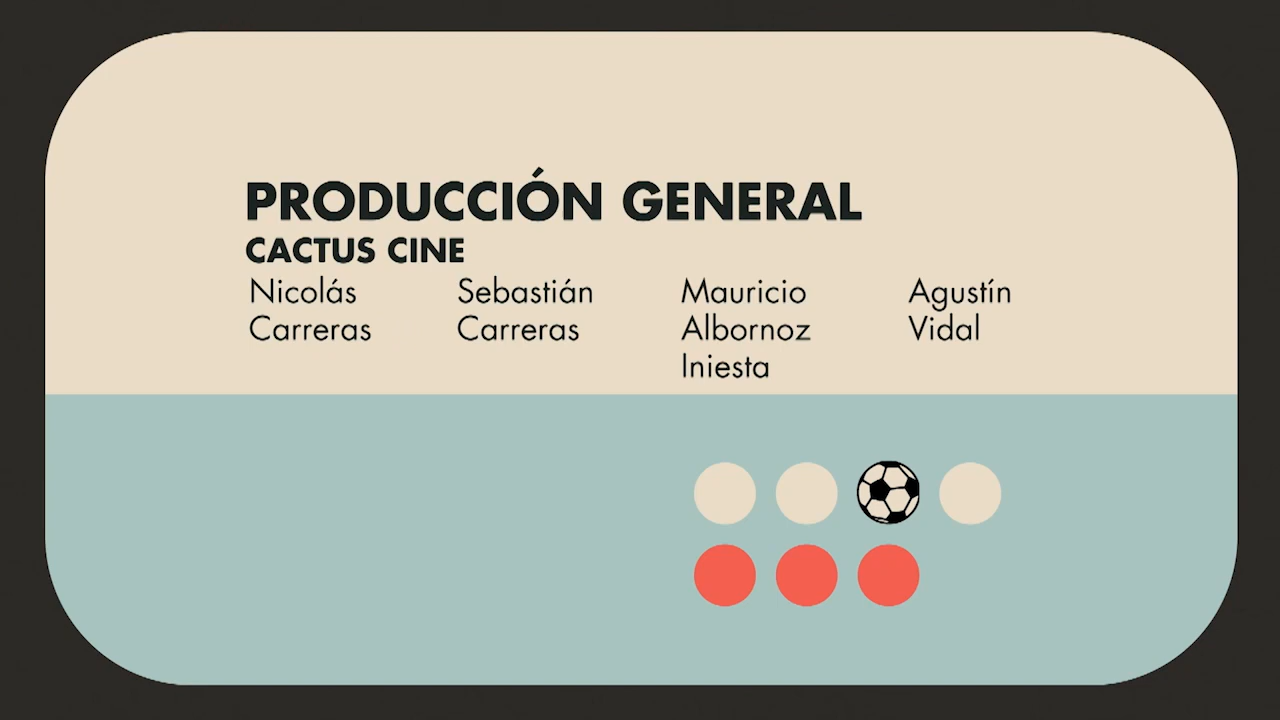 PRODUCCIÓN GENERAL
CACTUS CINE
Nicolás Carreras
Sebastián Carreras
Mauricio Albornoz Iniesta
Agustín Vidal